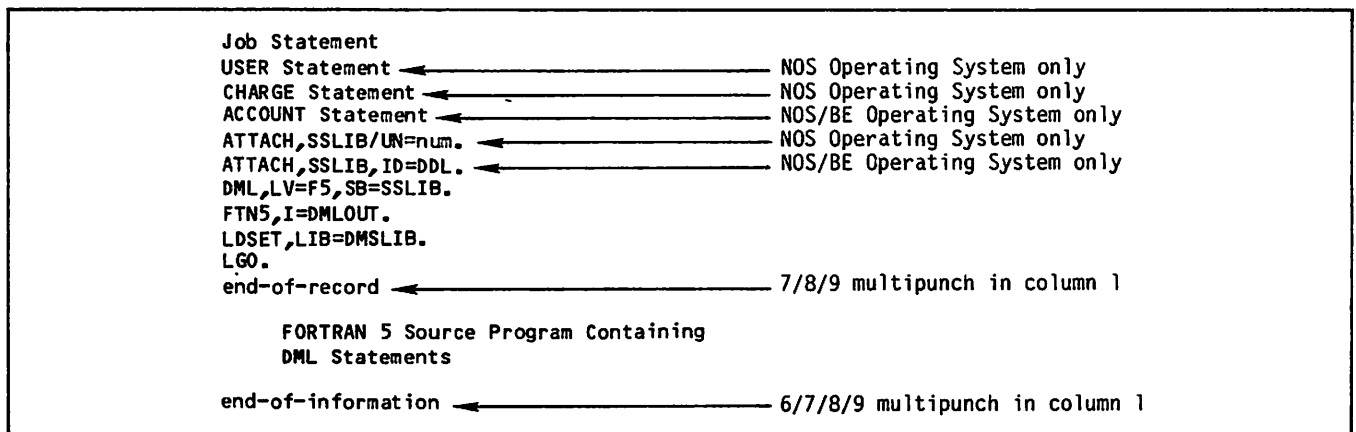 Job Statement
USER Statement NOS Operating System only
CHARGE Statement NOS Operating System only
ACCOUNT Statement NOS/BE Operating System only
ATTACH,SSLIB/UN=num. NOS Operating System only
ATTACH,SSLIB,ID=DDL. NOS/BE Operating System only
DML,LV=F5,SB=SSLIB.
FTN5,I=DMLOUT.
LDSET,LIB=DMSLIB.
LGO.
end-of-record 7/8/9 multipunch in column 1
FORTRAN 5 Source Program Containing
DML Statements
end-of-information 6/7/8/9 multipunch in column 1